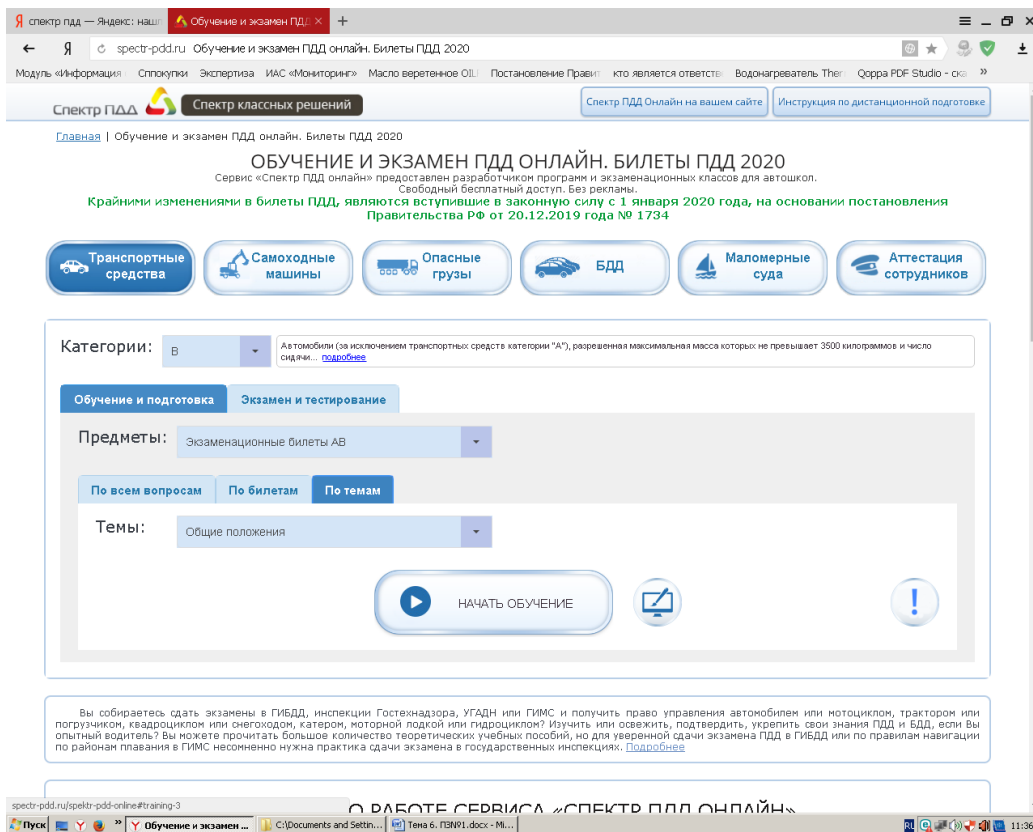 спектр пдд — Яндекс: наш
Обучение и экзамен ПДД
spectr-pdd.ru Обучение и экзамен ПДД онлайн. Билеты ПДД 2020
Модуль «Информация Сппокупки Экспертиза ИАС «Мониторинг» Масло веретенное OIL Постановление Прави кто является ответств Водонагреватель Ther Qoppa PDF Studio - ска »
Спектр ПДД Спектр классных решений Спектр ПДД Онлайн на вашем сайте Инструкция по дистанционной подготовке
Главная | Обучение и экзамен ПДД онлайн. Билеты ПДД 2020
ОБУЧЕНИЕ И ЭКЗАМЕН ПДД ОНЛАЙН. БИЛЕТЫ ПДД 2020
Сервис «Спектр ПДД онлайн» предоставлен разработчиком программ и экзаменационных классов для автошкол.
Свободный бесплатный доступ. Без рекламы.
Крайними изменениями в билеты ПДД, являются вступившие в законную силу с 1 января 2020 года, на основании постановления
Правительства РФ от 20.12.2019 года № 1734
Транспортные
средства
Самоходные
машины
Опасные
грузы
БДД
Маломерные
суда
Аттестация
сотрудников
Категории: B
Автомобили (за исключением транспортных средств категории "А"), разрешенная максимальная масса которых не превышает 3500 килограммов и число
сидячи... подробнее
Обучение и подготовка Экзамен и тестирование
Предметы: Экзаменационные билеты АВ
По всем вопросам По билетам По темам
Темы: Общие положения
НАЧАТЬ ОБУЧЕНИЕ
!
Вы собираетесь сдать экзамены в ГИБДД, инспекции Гостехнадзора, УГАДН или ГИМС и получить право управления автомобилем или мотоциклом, трактором или
погрузчиком, квадроциклом или снегоходом, катером, моторной лодкой или гидроциклом? Изучить или освежить, подтвердить, укрепить свои знания ПДД и БДД, если Вы
опытный водитель? Вы можете прочитать большое количество теоретических учебных пособий, но для уверенной сдачи экзамена ПДД в ГИБДД или по правилам навигации
по районам плавания в ГИМС несомненно нужна практика сдачи экзамена в государственных инспекциях. Подробнее
О РАБОТЕ СЕРВИСА «СПЕКТР ПДД ОНЛАЙН»
spectr-pdd.ru/spektr-pdd-online#training-3
Пуск » Обучение и экзамен ... C:\Documents and Settin... Тема 6. ПЗ№1.docx - Mi... RL 11:36